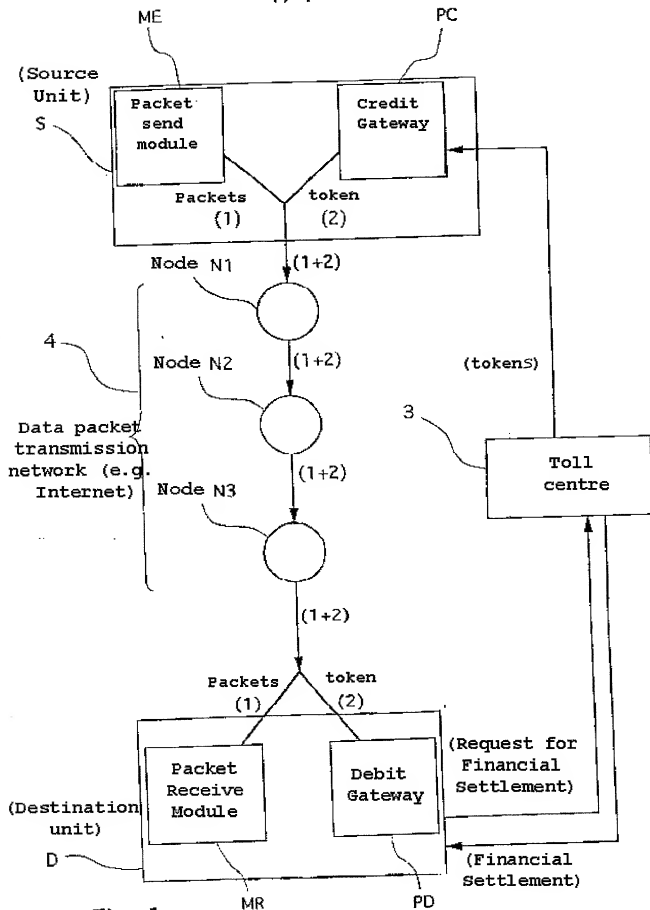 ME
PC
(Source
Unit)
S
Packet
send
module
Credit
Gateway
Packets
(1)
token
(2)
Node N1
(1+2)
4
Node N2
(1+2)
(tokens)
3
Data packet
transmission
network (e.g.
Internet)
(1+2)
Node N3
Toll
centre
(1+2)
Packets
(1)
token
(2)
(Request for
Financial
Settlement)
Packet
Receive
Module
Debit
Gateway
(Destination
unit)
D
(Financial
Settlement)
MR
PD